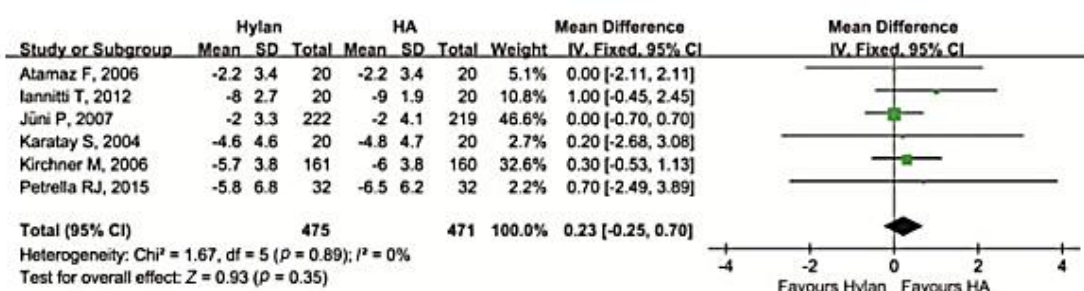 Hylan HA Mean Difference Mean Difference
Study or Subgroup Mean SD Total Mean SD Total Weight IV. Fixed, 95% CI IV. Fixed, 95% CI
Atamaz F, 2006 -2.2 3.4 20 -2.2 3.4 20 5.1% 0.00 [-2.11, 2.11]
Iannitti T, 2012 -8 2.7 20 -9 1.9 20 10.8% 1.00 [-0.45, 2.45]
Jüni P, 2007 -2 3.3 222 -2 4.1 219 46.6% 0.00 [-0.70, 0.70]
Karatay S, 2004 -4.6 4.6 20 -4.8 4.7 20 2.7% 0.20 [-2.68, 3.08]
Kirchner M, 2006 -5.7 3.8 161 -6 3.8 160 32.6% 0.30 [-0.53, 1.13]
Petrella RJ, 2015 -5.8 6.8 32 -6.5 6.2 32 2.2% 0.70 [-2.49, 3.89]
Total (95% CI) 475 471 100.0% 0.23 [-0.25, 0.70]
Heterogeneity: Chi² = 1.67, df = 5 (P = 0.89); I² = 0%
Test for overall effect: Z = 0.93 (P = 0.35)
-4 -2 0 2 4
Favours Hylan Favours HA